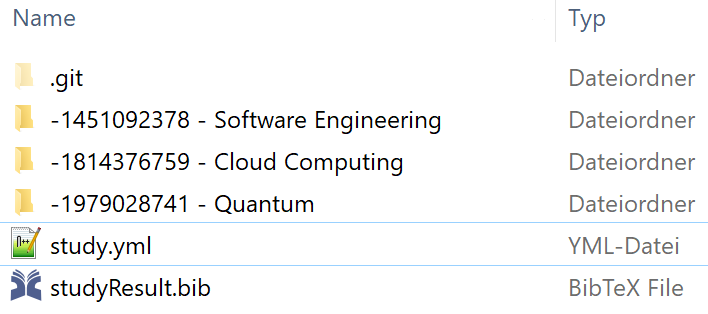 Name Typ
.git Dateiordner
-1451092378 - Software Engineering Dateiordner
-1814376759 - Cloud Computing Dateiordner
-1979028741 - Quantum Dateiordner
study.yml YML-Datei
studyResult.bib BibTeX File